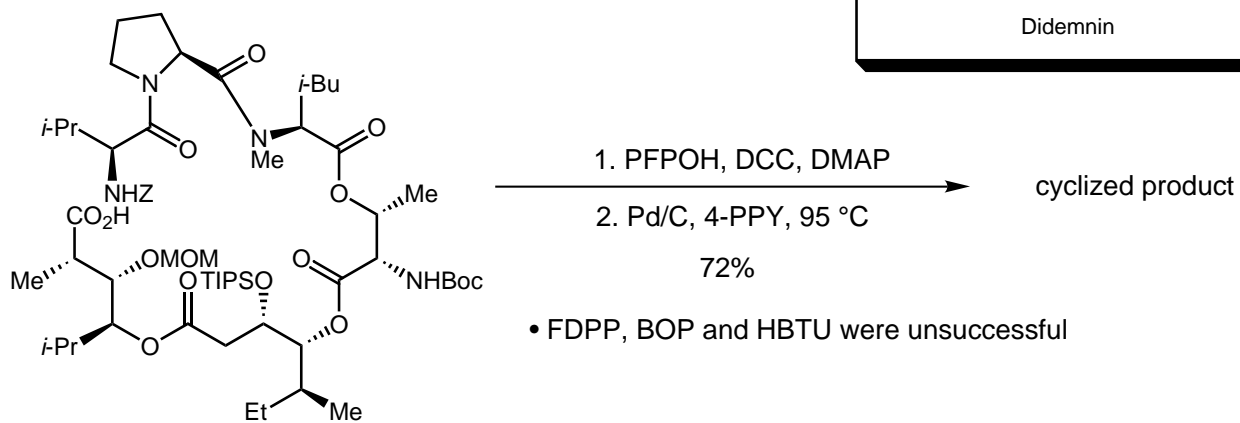 Didemnin
O
i-Bu
N
O
i-Pr
O
N
Me
O
NHZ
CO₂H
O
Me
Me
OMOM
O
TIPSO
O
NHBoc
i-Pr
O
O
Et
Me
1. PFPOH, DCC, DMAP
2. Pd/C, 4-PPY, 95 °C
72%
cyclized product
• FDPP, BOP and HBTU were unsuccessful